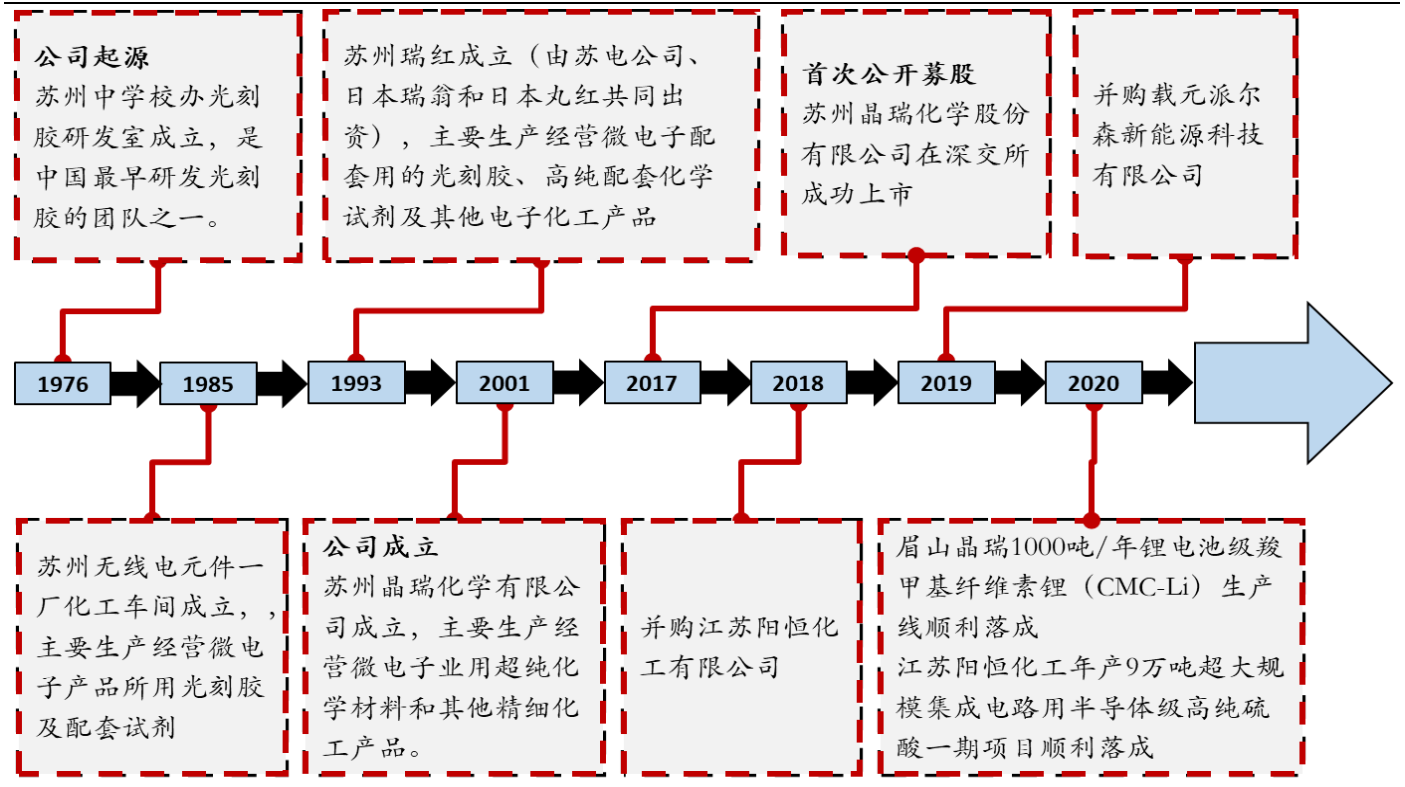 公司起源
苏州中学校办光刻
胶研发室成立，是
中国最早研发光刻
胶的团队之一。
苏州瑞红成立（由苏电公司、
日本瑞翁和日本丸红共同出
资），主要生产经营微电子配
套用的光刻胶、高纯配套化学
试剂及其他电子化工产品
首次公开募股
苏州晶瑞化学股份
有限公司在深交所
成功上市
并购载元派尔
森新能源科技
有限公司
1976
1985
1993
2001
2017
2018
2019
2020
苏州无线电元件一
厂化工车间成立，,
主要生产经营微电
子产品所用光刻胶
及配套试剂
公司成立
苏州晶瑞化学有限公
司成立，主要生产经
营微电子业用超纯化
学材料和其他精细化
工产品。
并购江苏阳恒化
工有限公司
眉山晶瑞1000吨/年锂电池级羧
甲基纤维素锂（CMC-Li）生产
线顺利落成
江苏阳恒化工年产9万吨超大规
模集成电路用半导体级高纯硫
酸一期项目顺利落成